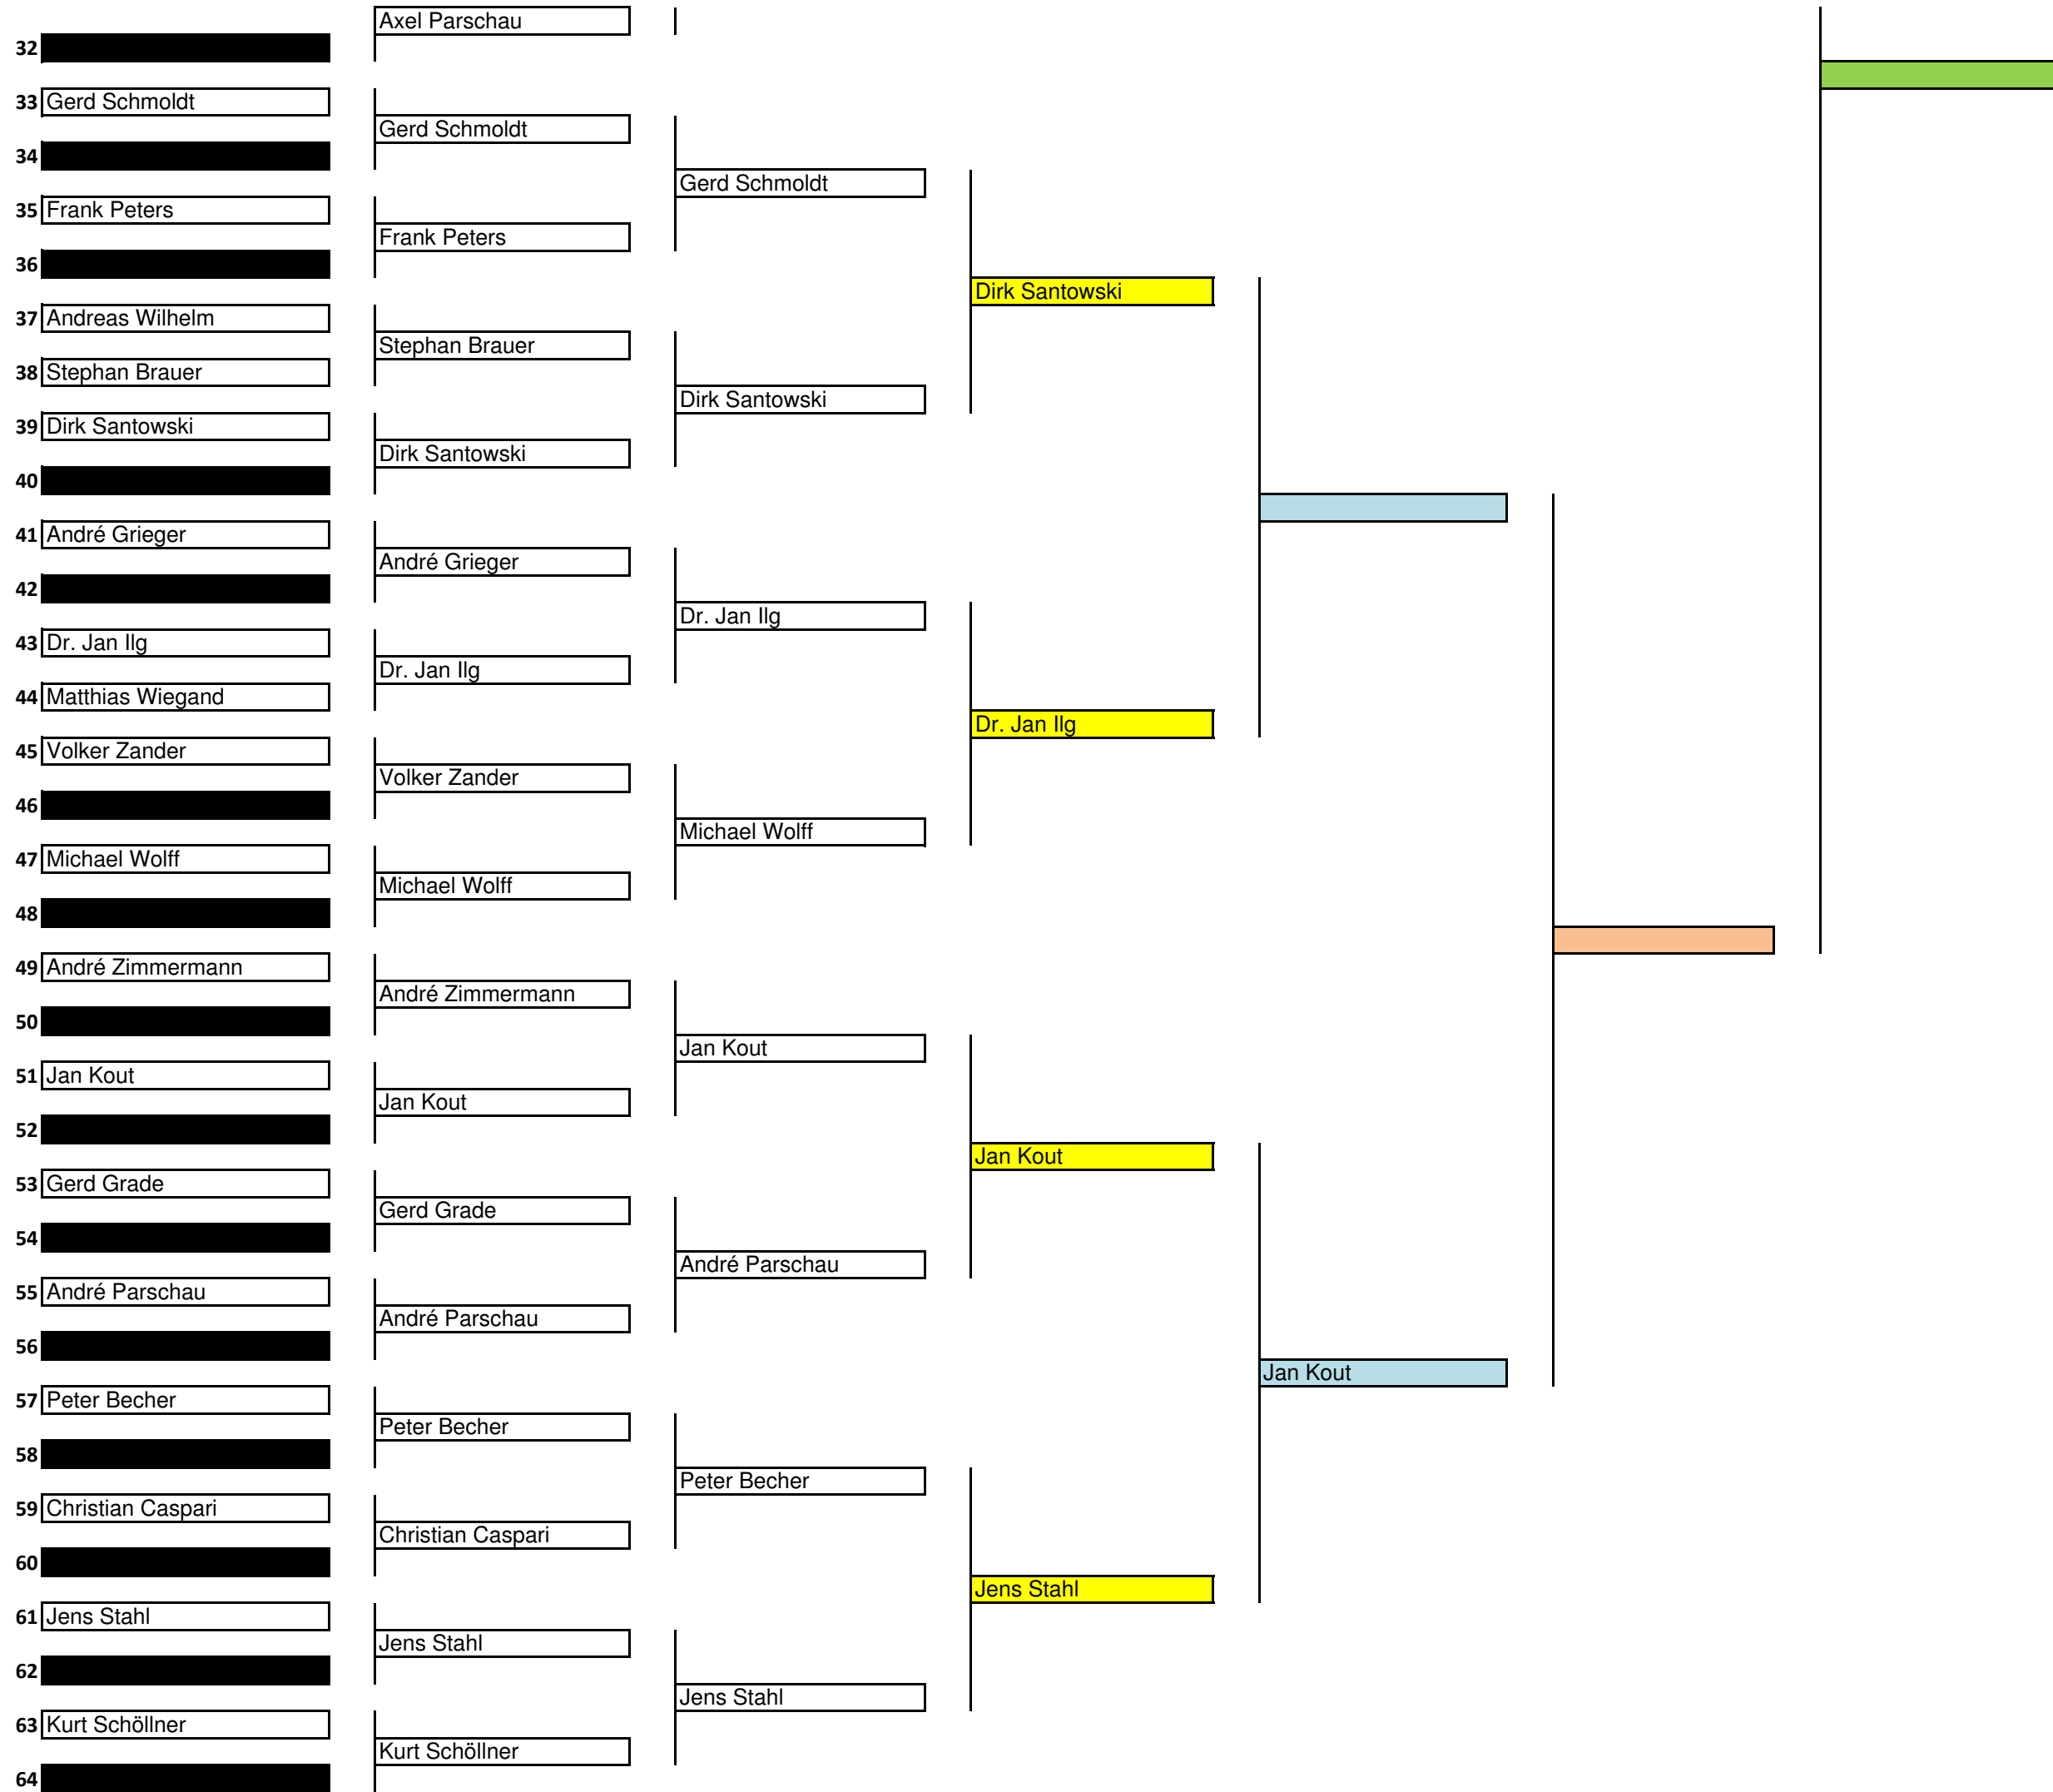 Axel Parschau
32
33 Gerd Schmoldt
Gerd Schmoldt
34
Gerd Schmoldt
35 Frank Peters
Frank Peters
36
Dirk Santowski
37 Andreas Wilhelm
Stephan Brauer
38 Stephan Brauer
Dirk Santowski
39 Dirk Santowski
Dirk Santowski
40
41 André Grieger
André Grieger
42
Dr. Jan Ilg
43 Dr. Jan Ilg
Dr. Jan Ilg
44 Matthias Wiegand
Dr. Jan Ilg
45 Volker Zander
Volker Zander
46
Michael Wolff
47 Michael Wolff
Michael Wolff
48
49 André Zimmermann
André Zimmermann
50
Jan Kout
51 Jan Kout
Jan Kout
52
Jan Kout
53 Gerd Grade
Gerd Grade
54
André Parschau
55 André Parschau
André Parschau
56
Jan Kout
57 Peter Becher
Peter Becher
58
Peter Becher
59 Christian Caspari
Christian Caspari
60
Jens Stahl
61 Jens Stahl
Jens Stahl
62
Jens Stahl
63 Kurt Schöllner
Kurt Schöllner
64